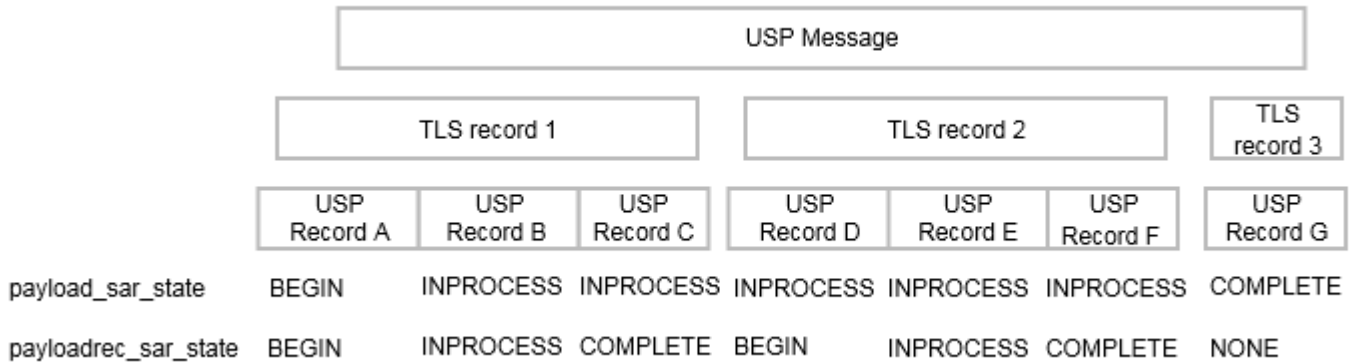 USP Message
TLS record 1
TLS record 2
TLS
record 3
USP
Record A
USP
Record B
USP
Record C
USP
Record D
USP
Record E
USP
Record F
USP
Record G
payload_sar_state BEGIN INPROCESS INPROCESS INPROCESS INPROCESS INPROCESS COMPLETE
payloadrec_sar_state BEGIN INPROCESS COMPLETE BEGIN INPROCESS COMPLETE NONE